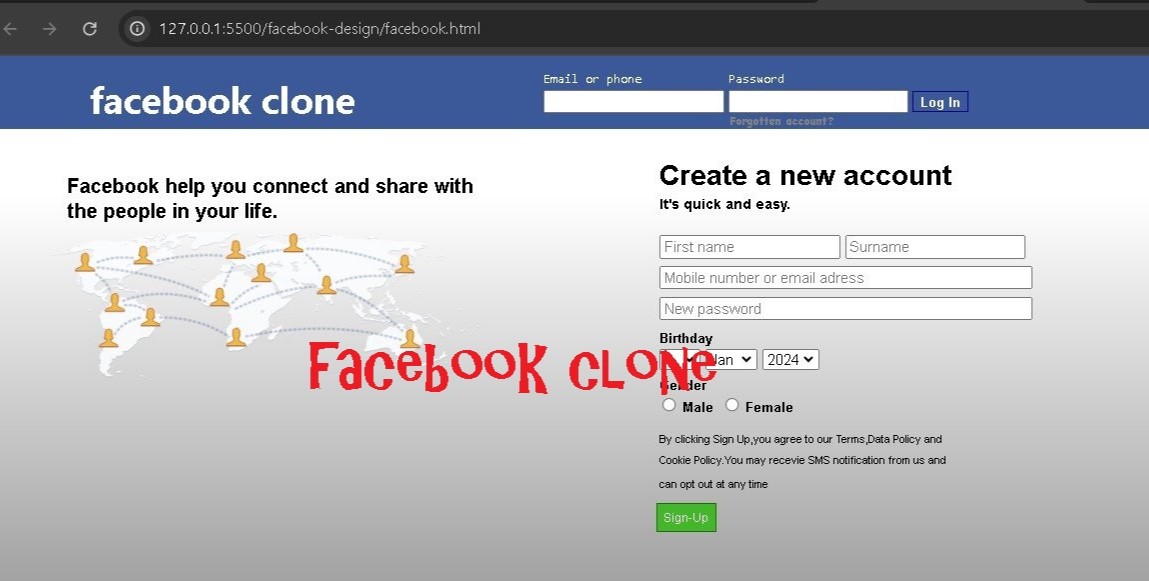 127.0.0.1:5500/facebook-design/facebook.html
facebook clone
Email or phone
Password
Log In
Forgotten account?
Facebook help you connect and share with
the people in your life.
Create a new account
It's quick and easy.
First name
Surname
Mobile number or email adress
New password
Birthday
Jan
2024
Gender
Male
Female
By clicking Sign Up,you agree to our Terms,Data Policy and
Cookie Policy.You may recevie SMS notification from us and
can opt out at any time
Sign-Up
Facebook clone